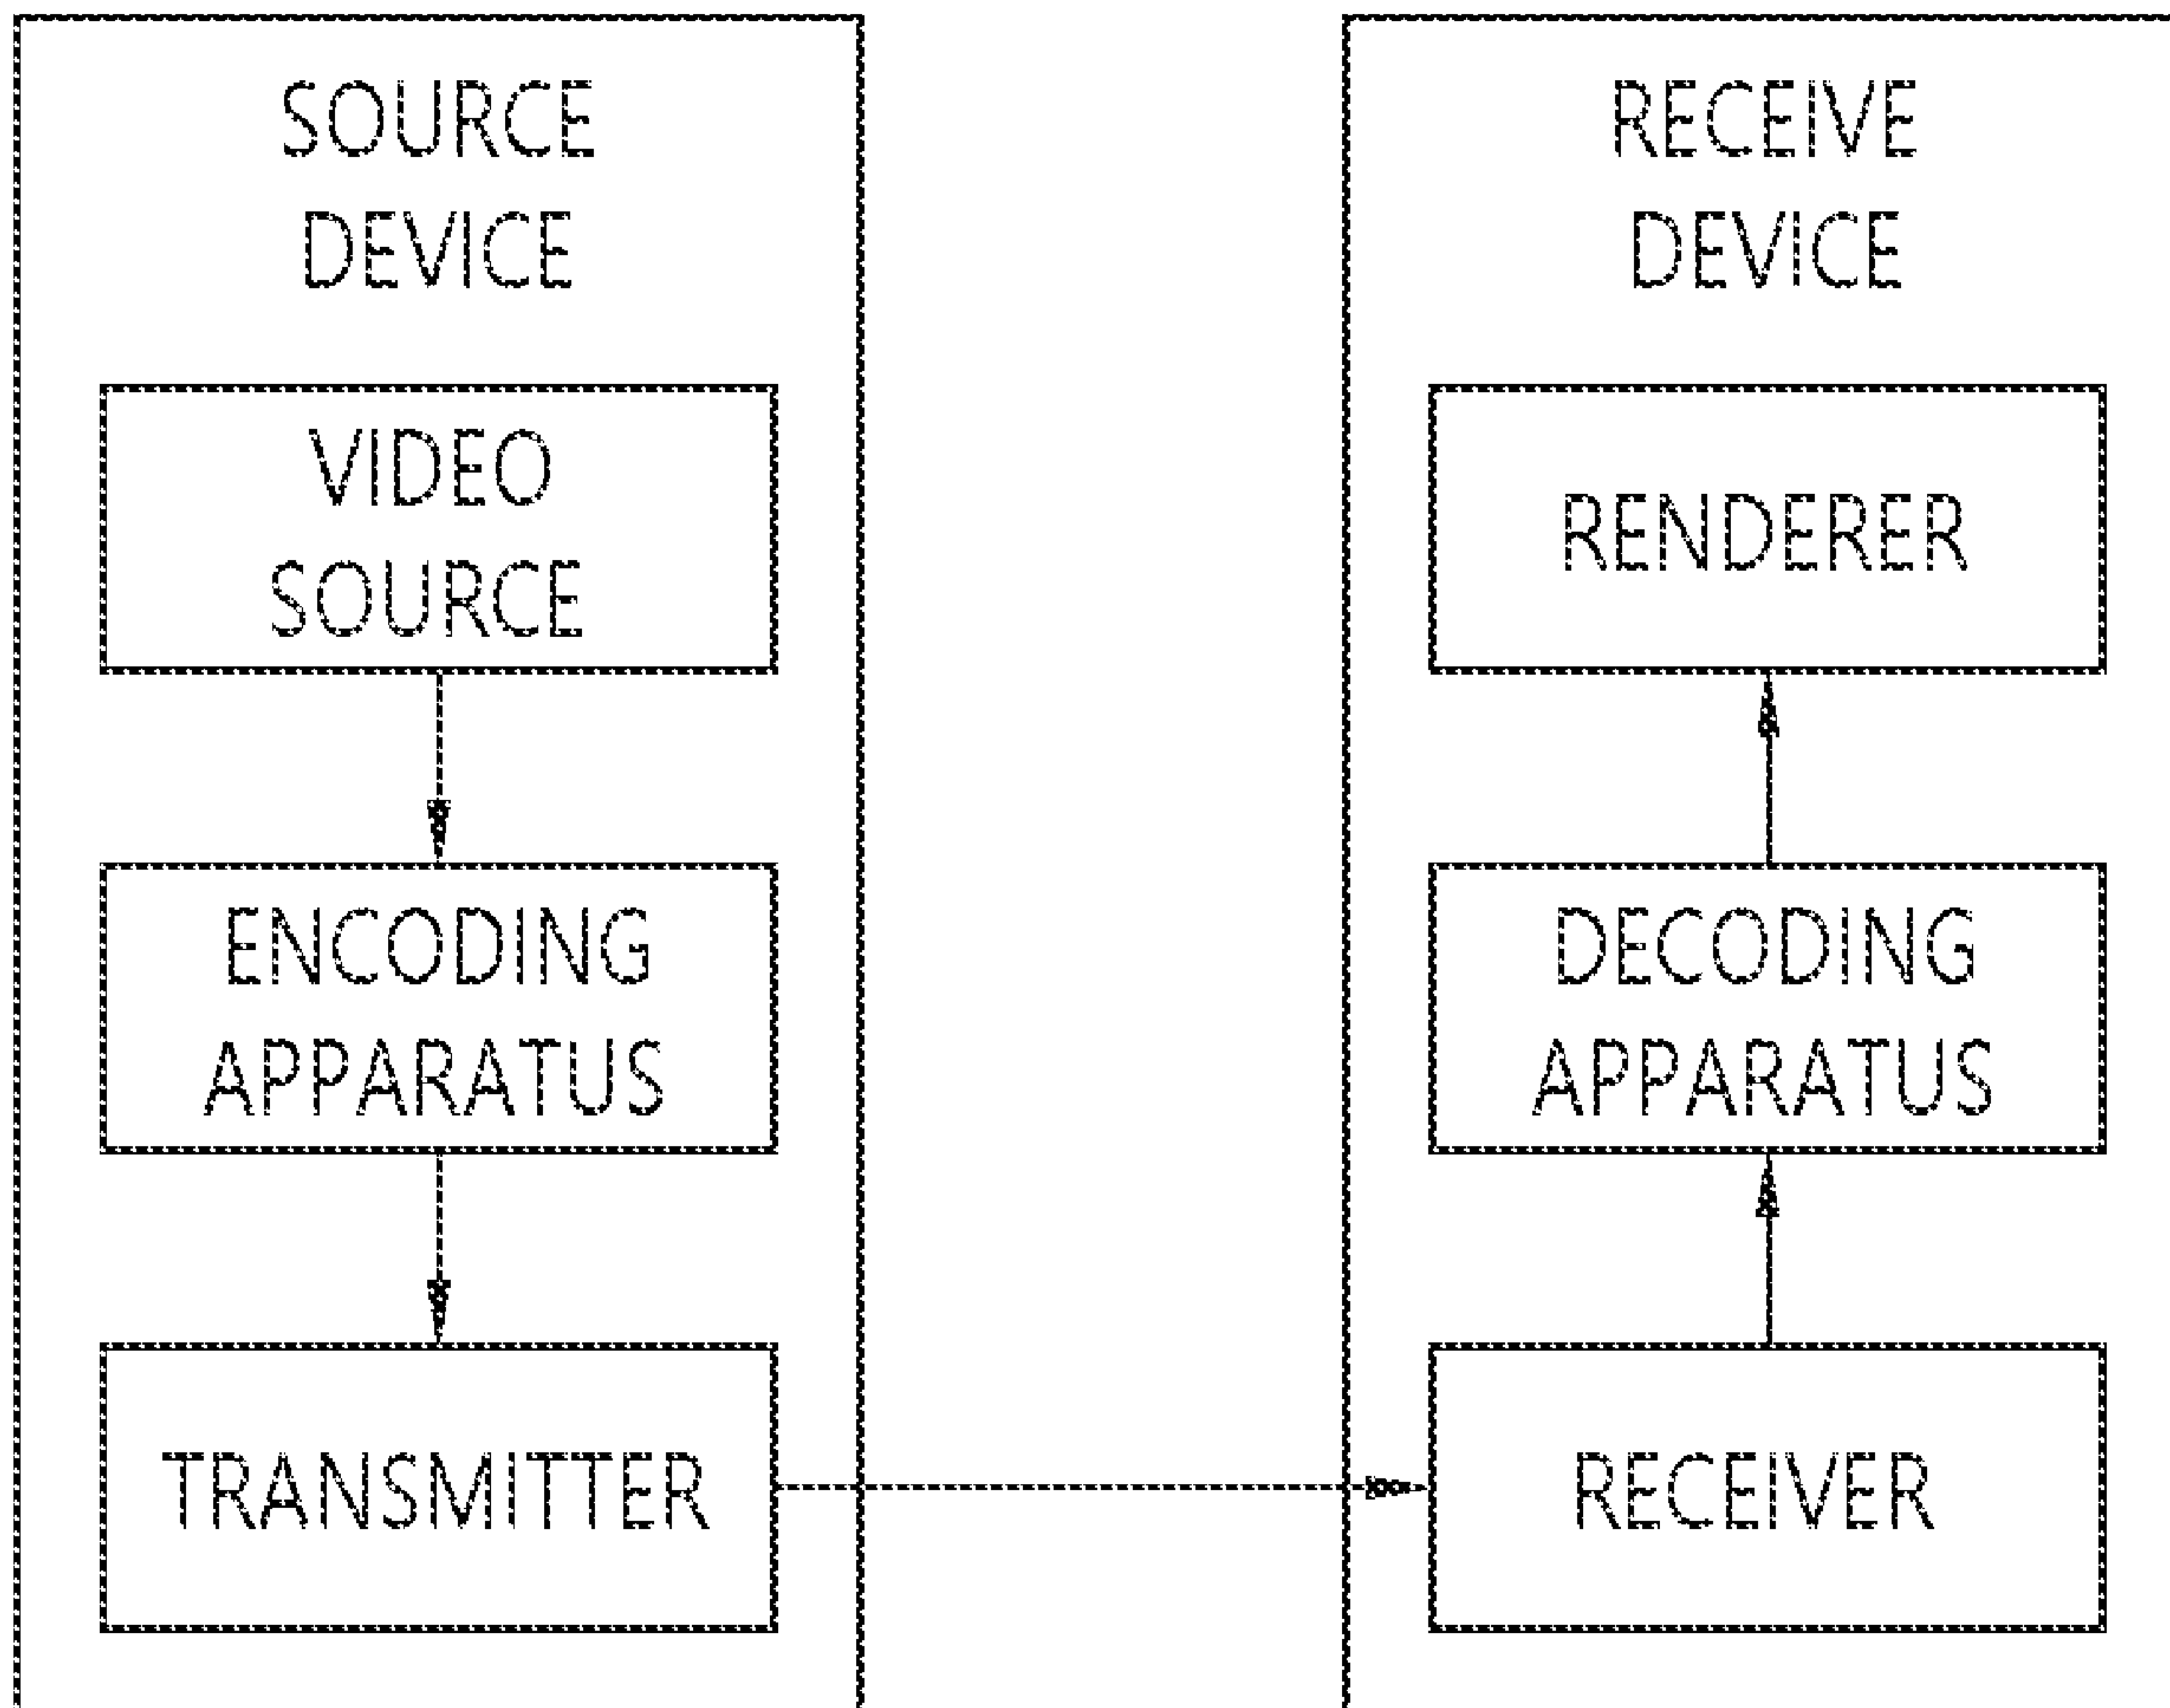 SOURCE
DEVICE
VIDEO
SOURCE
ENCODING
APPARATUS
TRANSMITTER
RECEIVE
DEVICE
RENDERER
DECODING
APPARATUS
RECEIVER